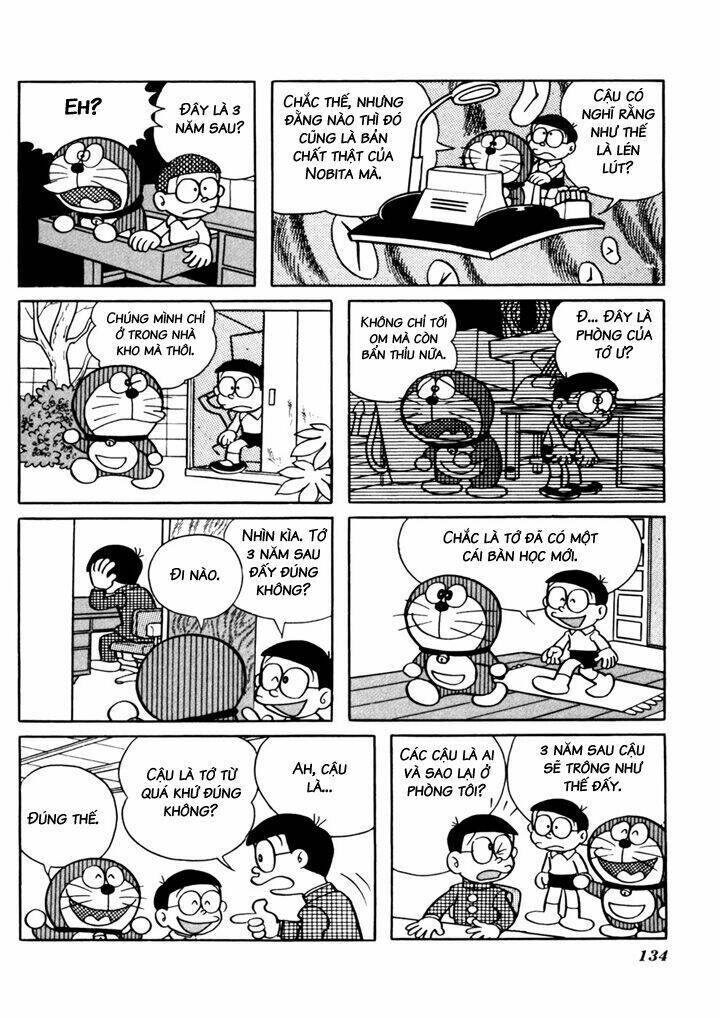 CẬU CÓ
NGHĨ RẰNG
NHƯ THẾ
LÀ LÉN
LÚT?
CHẮC THẾ, NHƯNG
ĐẰNG NÀO THÌ ĐÓ
CŨNG LÀ BẢN
CHẤT THẬT CỦA
NOBITA MÀ.
ĐÂY LÀ 3
NĂM SAU?
EH?
Đ... ĐÂY LÀ
PHÒNG CỦA
TỚ Ư?
KHÔNG CHỈ TỐI
OM MÀ CÒN
BẨN THỈU NỮA.
CHÚNG MÌNH CHỈ
Ở TRONG NHÀ
KHO MÀ THÔI.
CHẮC LÀ TỚ ĐÃ CÓ MỘT
CÁI BÀN HỌC MỚI.
NHÌN KÌA. TỚ
3 NĂM SAU
ĐẤY ĐÚNG
KHÔNG?
ĐI NÀO.
3 NĂM SAU CẬU
SẼ TRÔNG NHƯ
THẾ ĐẤY.
CÁC CẬU LÀ AI
VÀ SAO LẠI Ở
PHÒNG TÔI?
AH, CẬU
LÀ...
CẬU LÀ TỚ TỪ
QUÁ KHỨ ĐÚNG
KHÔNG?
ĐÚNG THẾ.
134